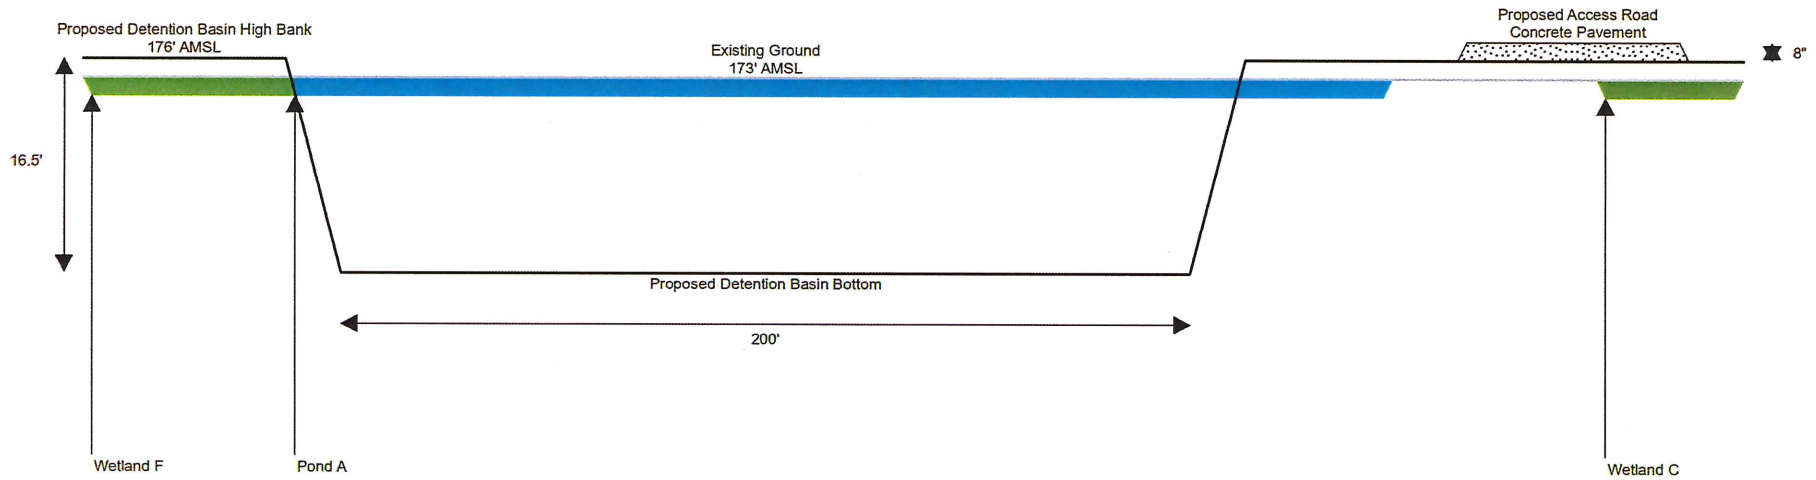 Proposed Detention Basin High Bank
176' AMSL
Existing Ground
173' AMSL
Proposed Access Road
Concrete Pavement
8"
16.5'
Proposed Detention Basin Bottom
200'
Wetland F
Pond A
Wetland C